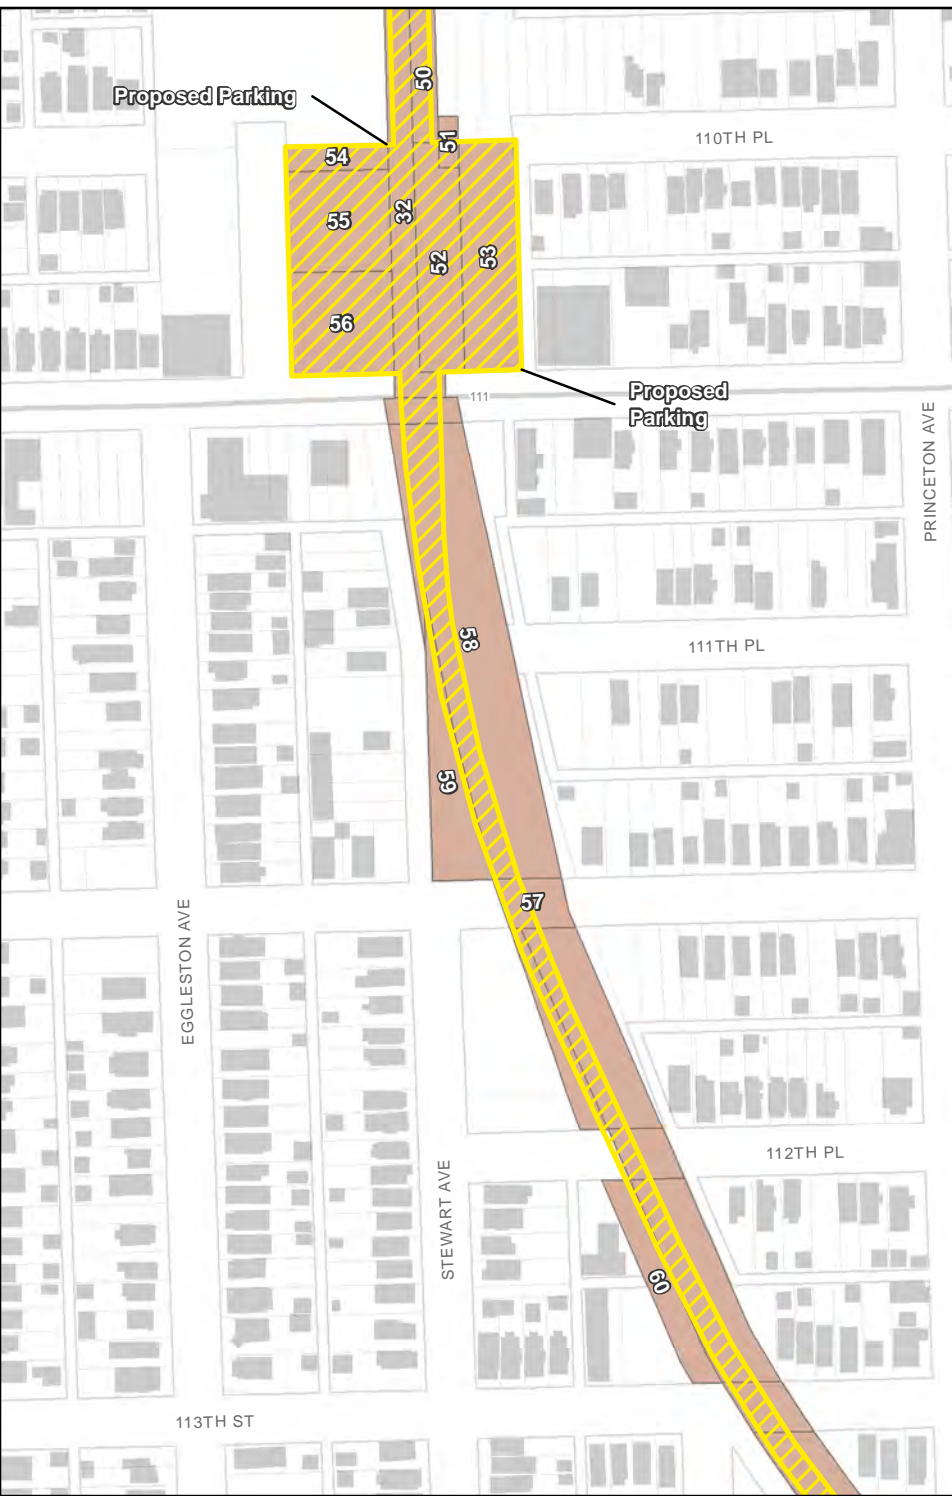 50
Proposed Parking
51
110TH PL
54
32
55
52
53
56
111
Proposed
Parking
PRINCETON AVE
58
111TH PL
59
57
EGGLESTON AVE
112TH PL
STEWART AVE
60
113TH ST